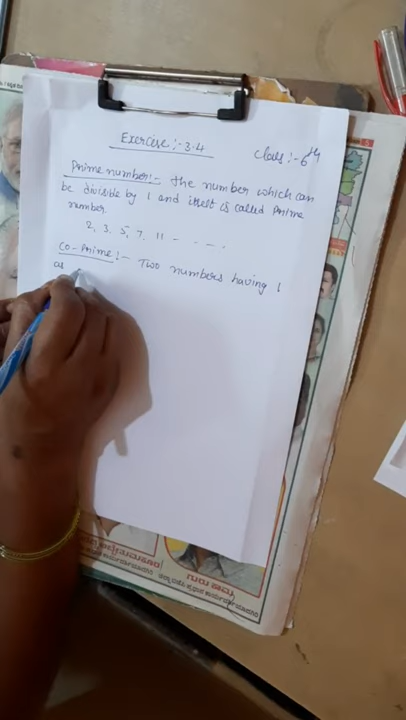 Exercise :- 3.4
Class :- 6th
Prime number :- The number which can
be divisible by 1 and itself is called Prime
number.
2, 3, 5, 7, 11 - - - - .
Co-Prime :- Two numbers having 1
as